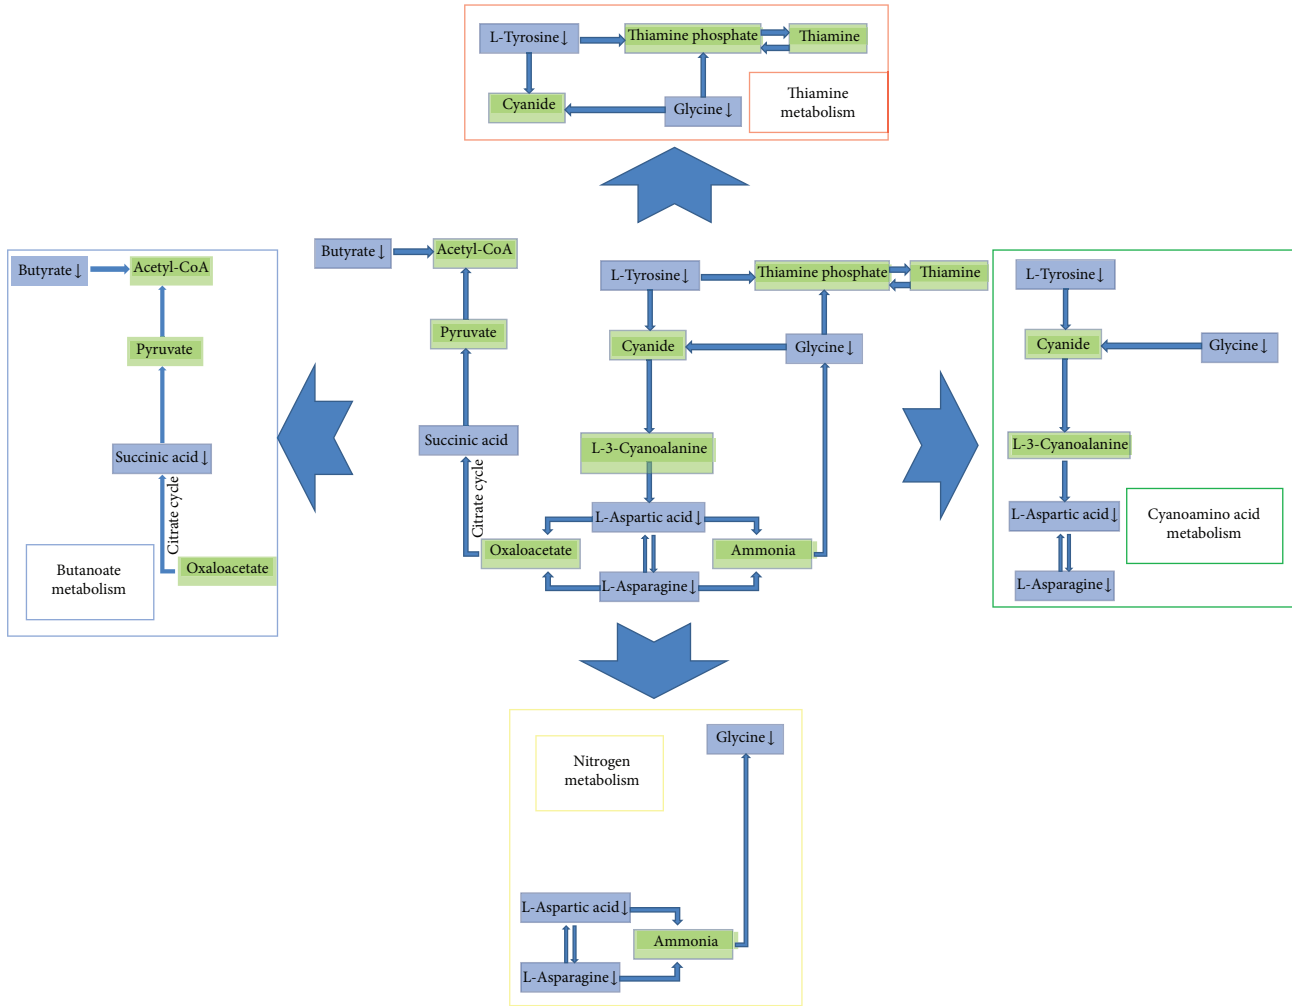 L-Tyrosine↓
Thiamine phosphate
Thiamine
Cyanide
Glycine↓
Thiamine
metabolism
Butyrate↓
Acetyl-CoA
Pyruvate
Succinic acid↓
Citrate cycle
Oxaloacetate
Butanoate
metabolism
Butyrate↓
Acetyl-CoA
Pyruvate
Succinic acid
Citrate cycle
Oxaloacetate
L-Tyrosine↓
Thiamine phosphate
Thiamine
Cyanide
Glycine↓
L-3-Cyanoalanine
L-Aspartic acid↓
Ammonia
L-Asparagine↓
L-Tyrosine↓
Cyanide
Glycine↓
L-3-Cyanoalanine
L-Aspartic acid↓
L-Asparagine↓
Cyanoamino acid
metabolism
Nitrogen
metabolism
Glycine↓
L-Aspartic acid↓
Ammonia
L-Asparagine↓